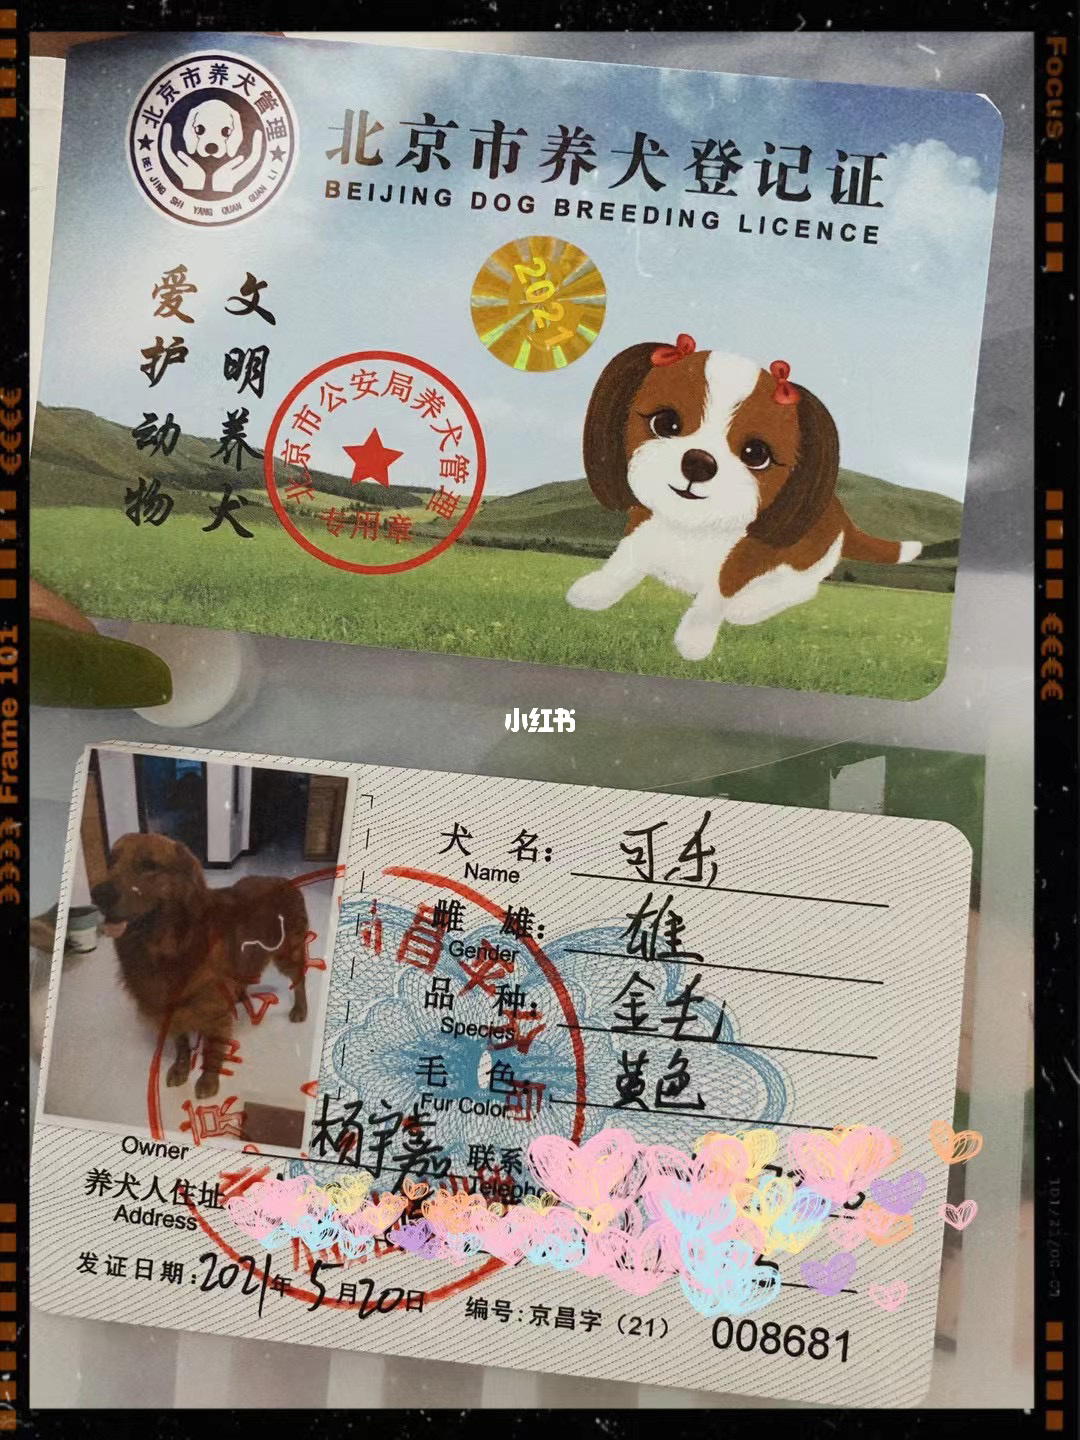 北京市养犬管理
BEI JING SHI YANG QUAN GUAN LI
北京市养犬登记证
BEIJING DOG BREEDING LICENCE
2021
文明养犬
爱护动物
北京市公安局养犬管理
专用章
小红书
犬 名: 可乐
Name
雌 雄: 雄
Gender
品 种: 金毛
Species
毛 色: 黄色
Fur Color
杨宇嘉 联系
Owner Telepho
养犬人住址
Address
发证日期: 2021年 5月20日
编号: 京昌字 (21) 008681
Focus
€€€€
€€€€ Frame 101
€€€€